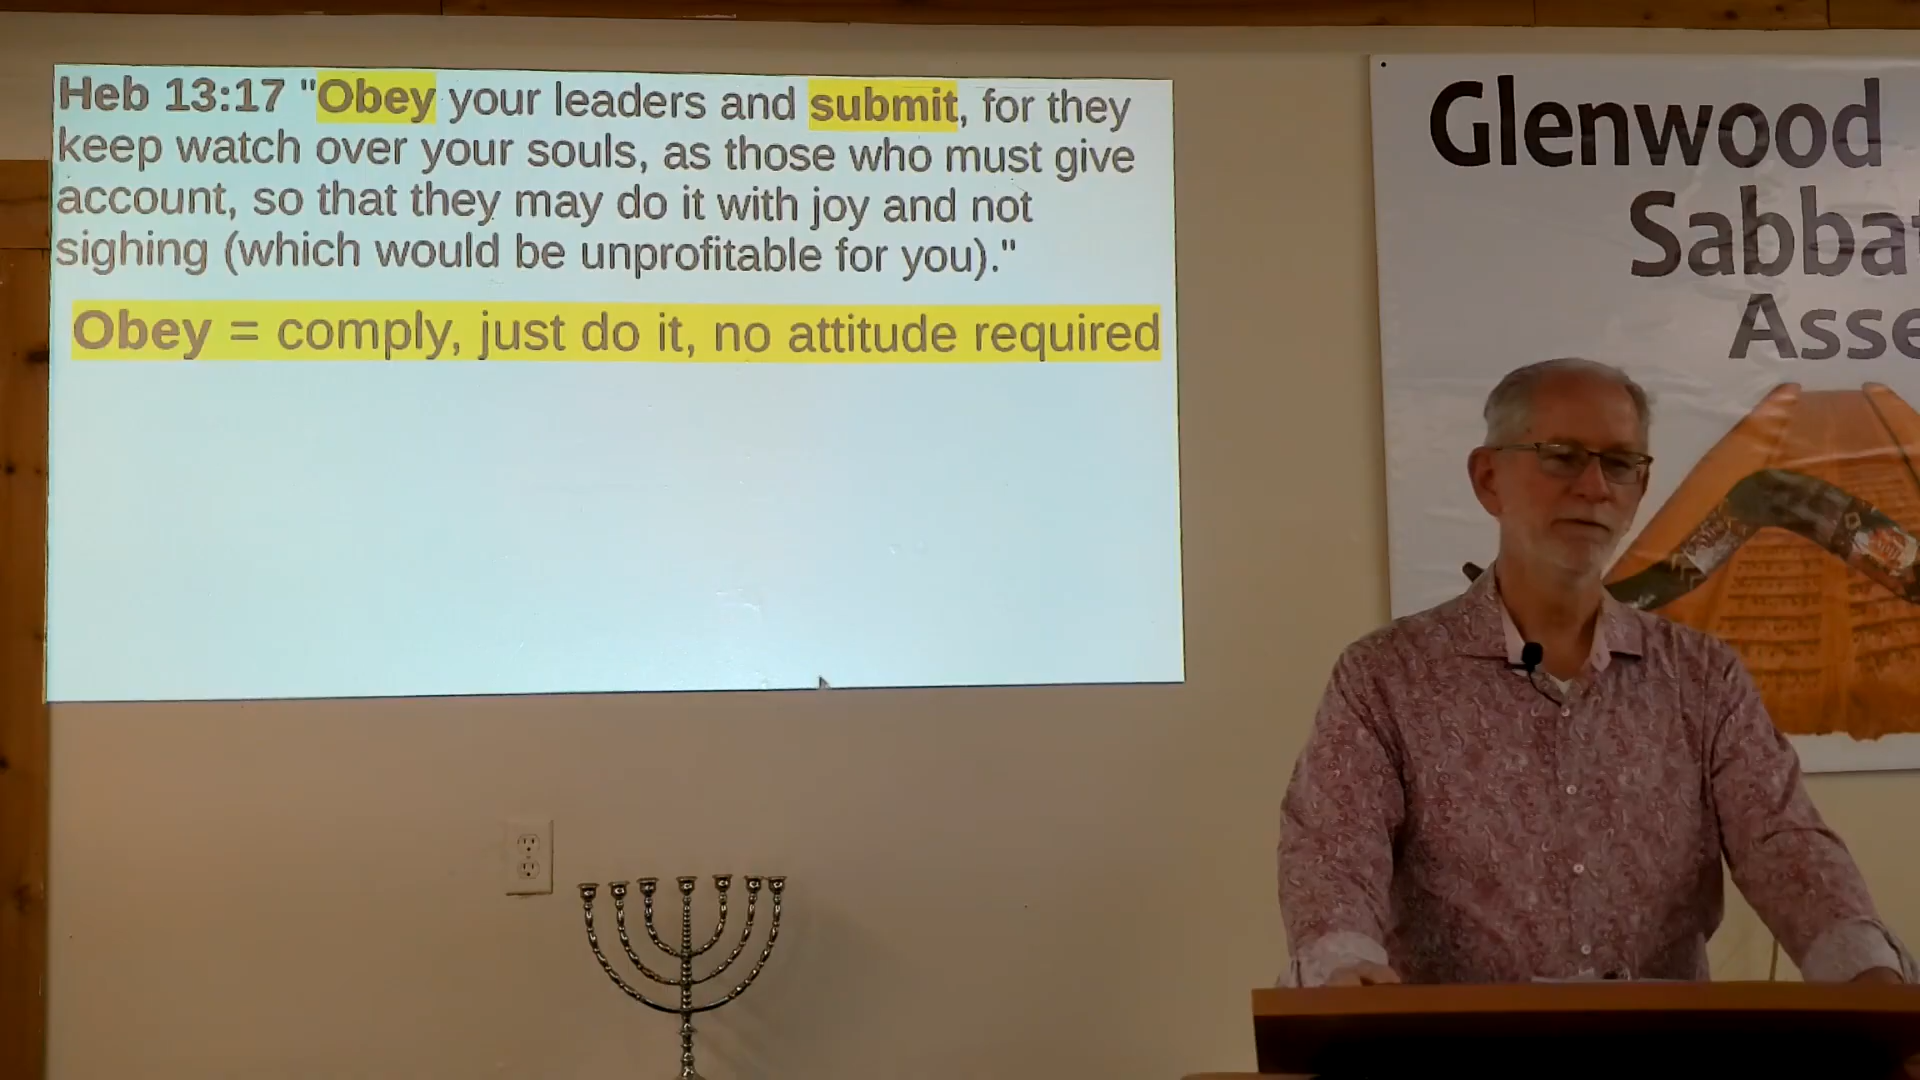 Heb 13:17 "Obey your leaders and submit, for they
keep watch over your souls, as those who must give
account, so that they may do it with joy and not
sighing (which would be unprofitable for you)."
Obey = comply, just do it, no attitude required
Glenwood
Sabbat
Asse